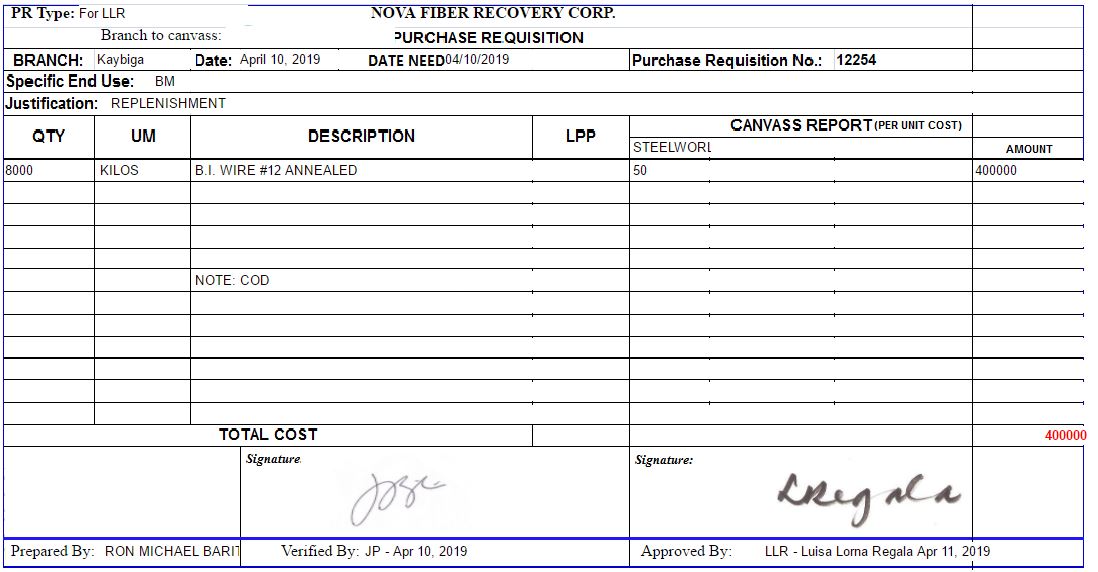 PR Type: For LLR NOVA FIBER RECOVERY CORP.
Branch to canvass: PURCHASE REQUISITION
BRANCH: Kaybiga Date: April 10, 2019 DATE NEED04/10/2019 Purchase Requisition No.: 12254
Specific End Use: BM
Justification: REPLENISHMENT
QTY UM DESCRIPTION LPP CANVASS REPORT (PER UNIT COST)
STEELWORL AMOUNT
8000 KILOS B.I. WIRE #12 ANNEALED 50 400000
NOTE: COD
TOTAL COST 400000
Signature Signature:
LRegala
Prepared By: RON MICHAEL BARIT Verified By: JP - Apr 10, 2019 Approved By: LLR - Luisa Lorna Regala Apr 11, 2019